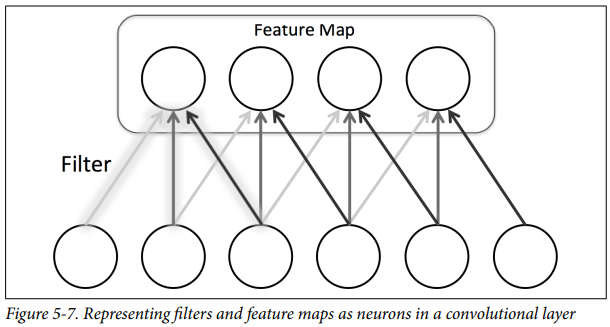 Feature Map
Filter
Figure 5-7. Representing filters and feature maps as neurons in a convolutional layer